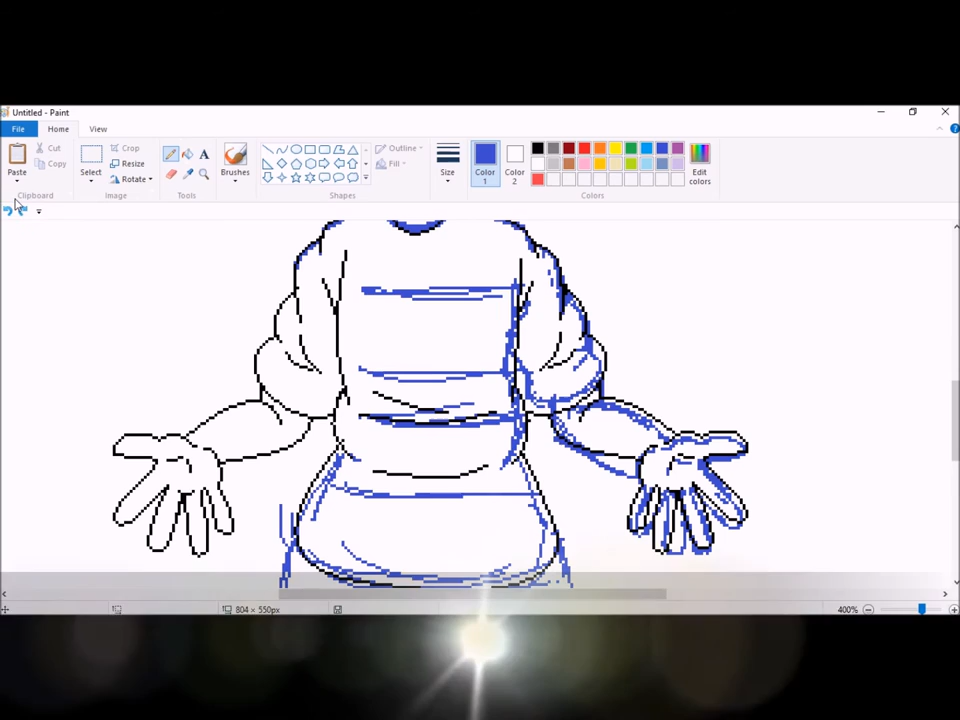 Untitled - Paint
File Home View
Paste
Cut
Copy
Clipboard
Select
Crop
Resize
Rotate
Image
Tools
Brushes
Outline
Fill
Shapes
Size
Color 1
Color 2
Edit colors
Colors
804 × 550px
400%